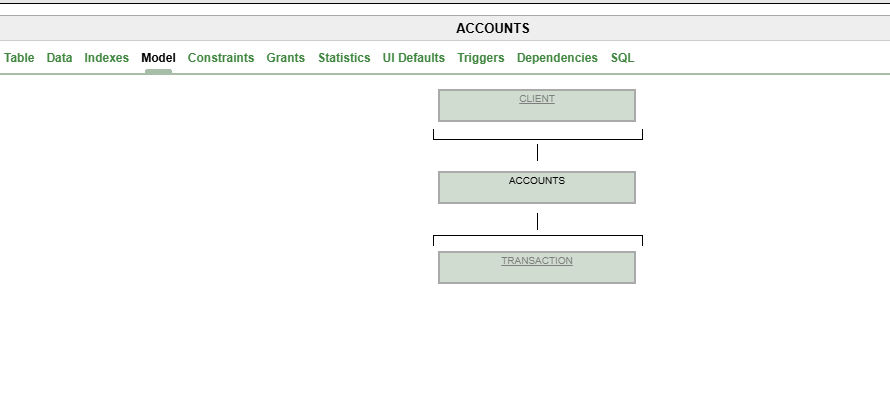 ACCOUNTS
Table Data Indexes Model Constraints Grants Statistics UI Defaults Triggers Dependencies SQL
CLIENT
ACCOUNTS
TRANSACTION